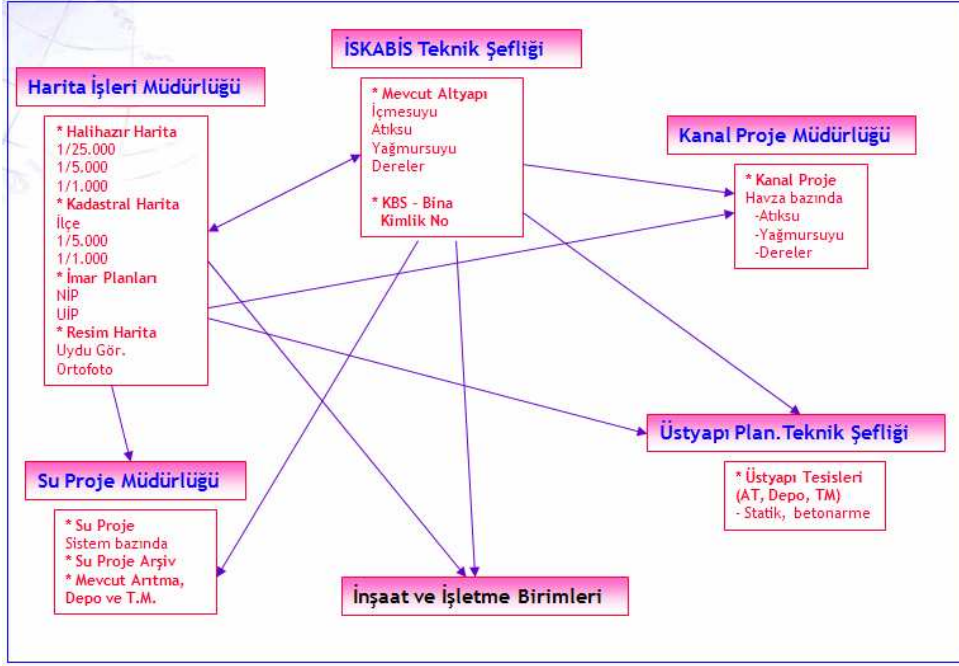 İSKABİS Teknik Şefliği
Harita İşleri Müdürlüğü
* Mevcut Altyapı
İçmesuyu
Atıksu
Yağmursuyu
Dereler
* KBS - Bina
Kimlik No
* Halihazır Harita
1/25.000
1/5.000
1/1.000
* Kadastral Harita
İlçe
1/5.000
1/1.000
* İmar Planları
NİP
UİP
* Resim Harita
Uydu Gör.
Ortofoto
Kanal Proje Müdürlüğü
* Kanal Proje
Havza bazında
-Atıksu
-Yağmursuyu
-Dereler
Üstyapı Plan.Teknik Şefliği
* Üstyapı Tesisleri
(AT, Depo, TM)
- Statik, betonarme
Su Proje Müdürlüğü
* Su Proje
Sistem bazında
* Su Proje Arşiv
* Mevcut Arıtma,
Depo ve T.M.
İnşaat ve İşletme Birimleri